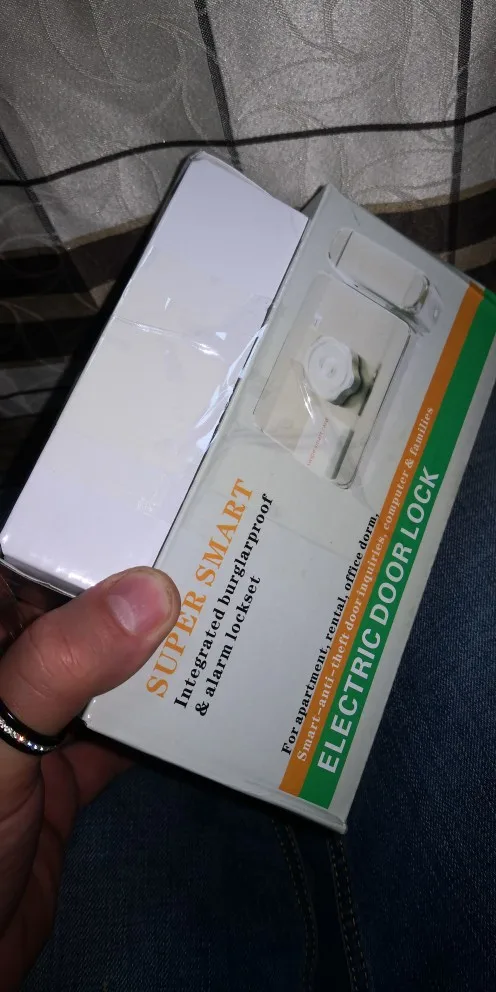 SUPER SMART
Integrated burglarproof
& alarm lockset
For apartment, rental, office dorm,
Smart-anti-theft door inquiries, computer & families
ELECTRIC DOOR LOCK